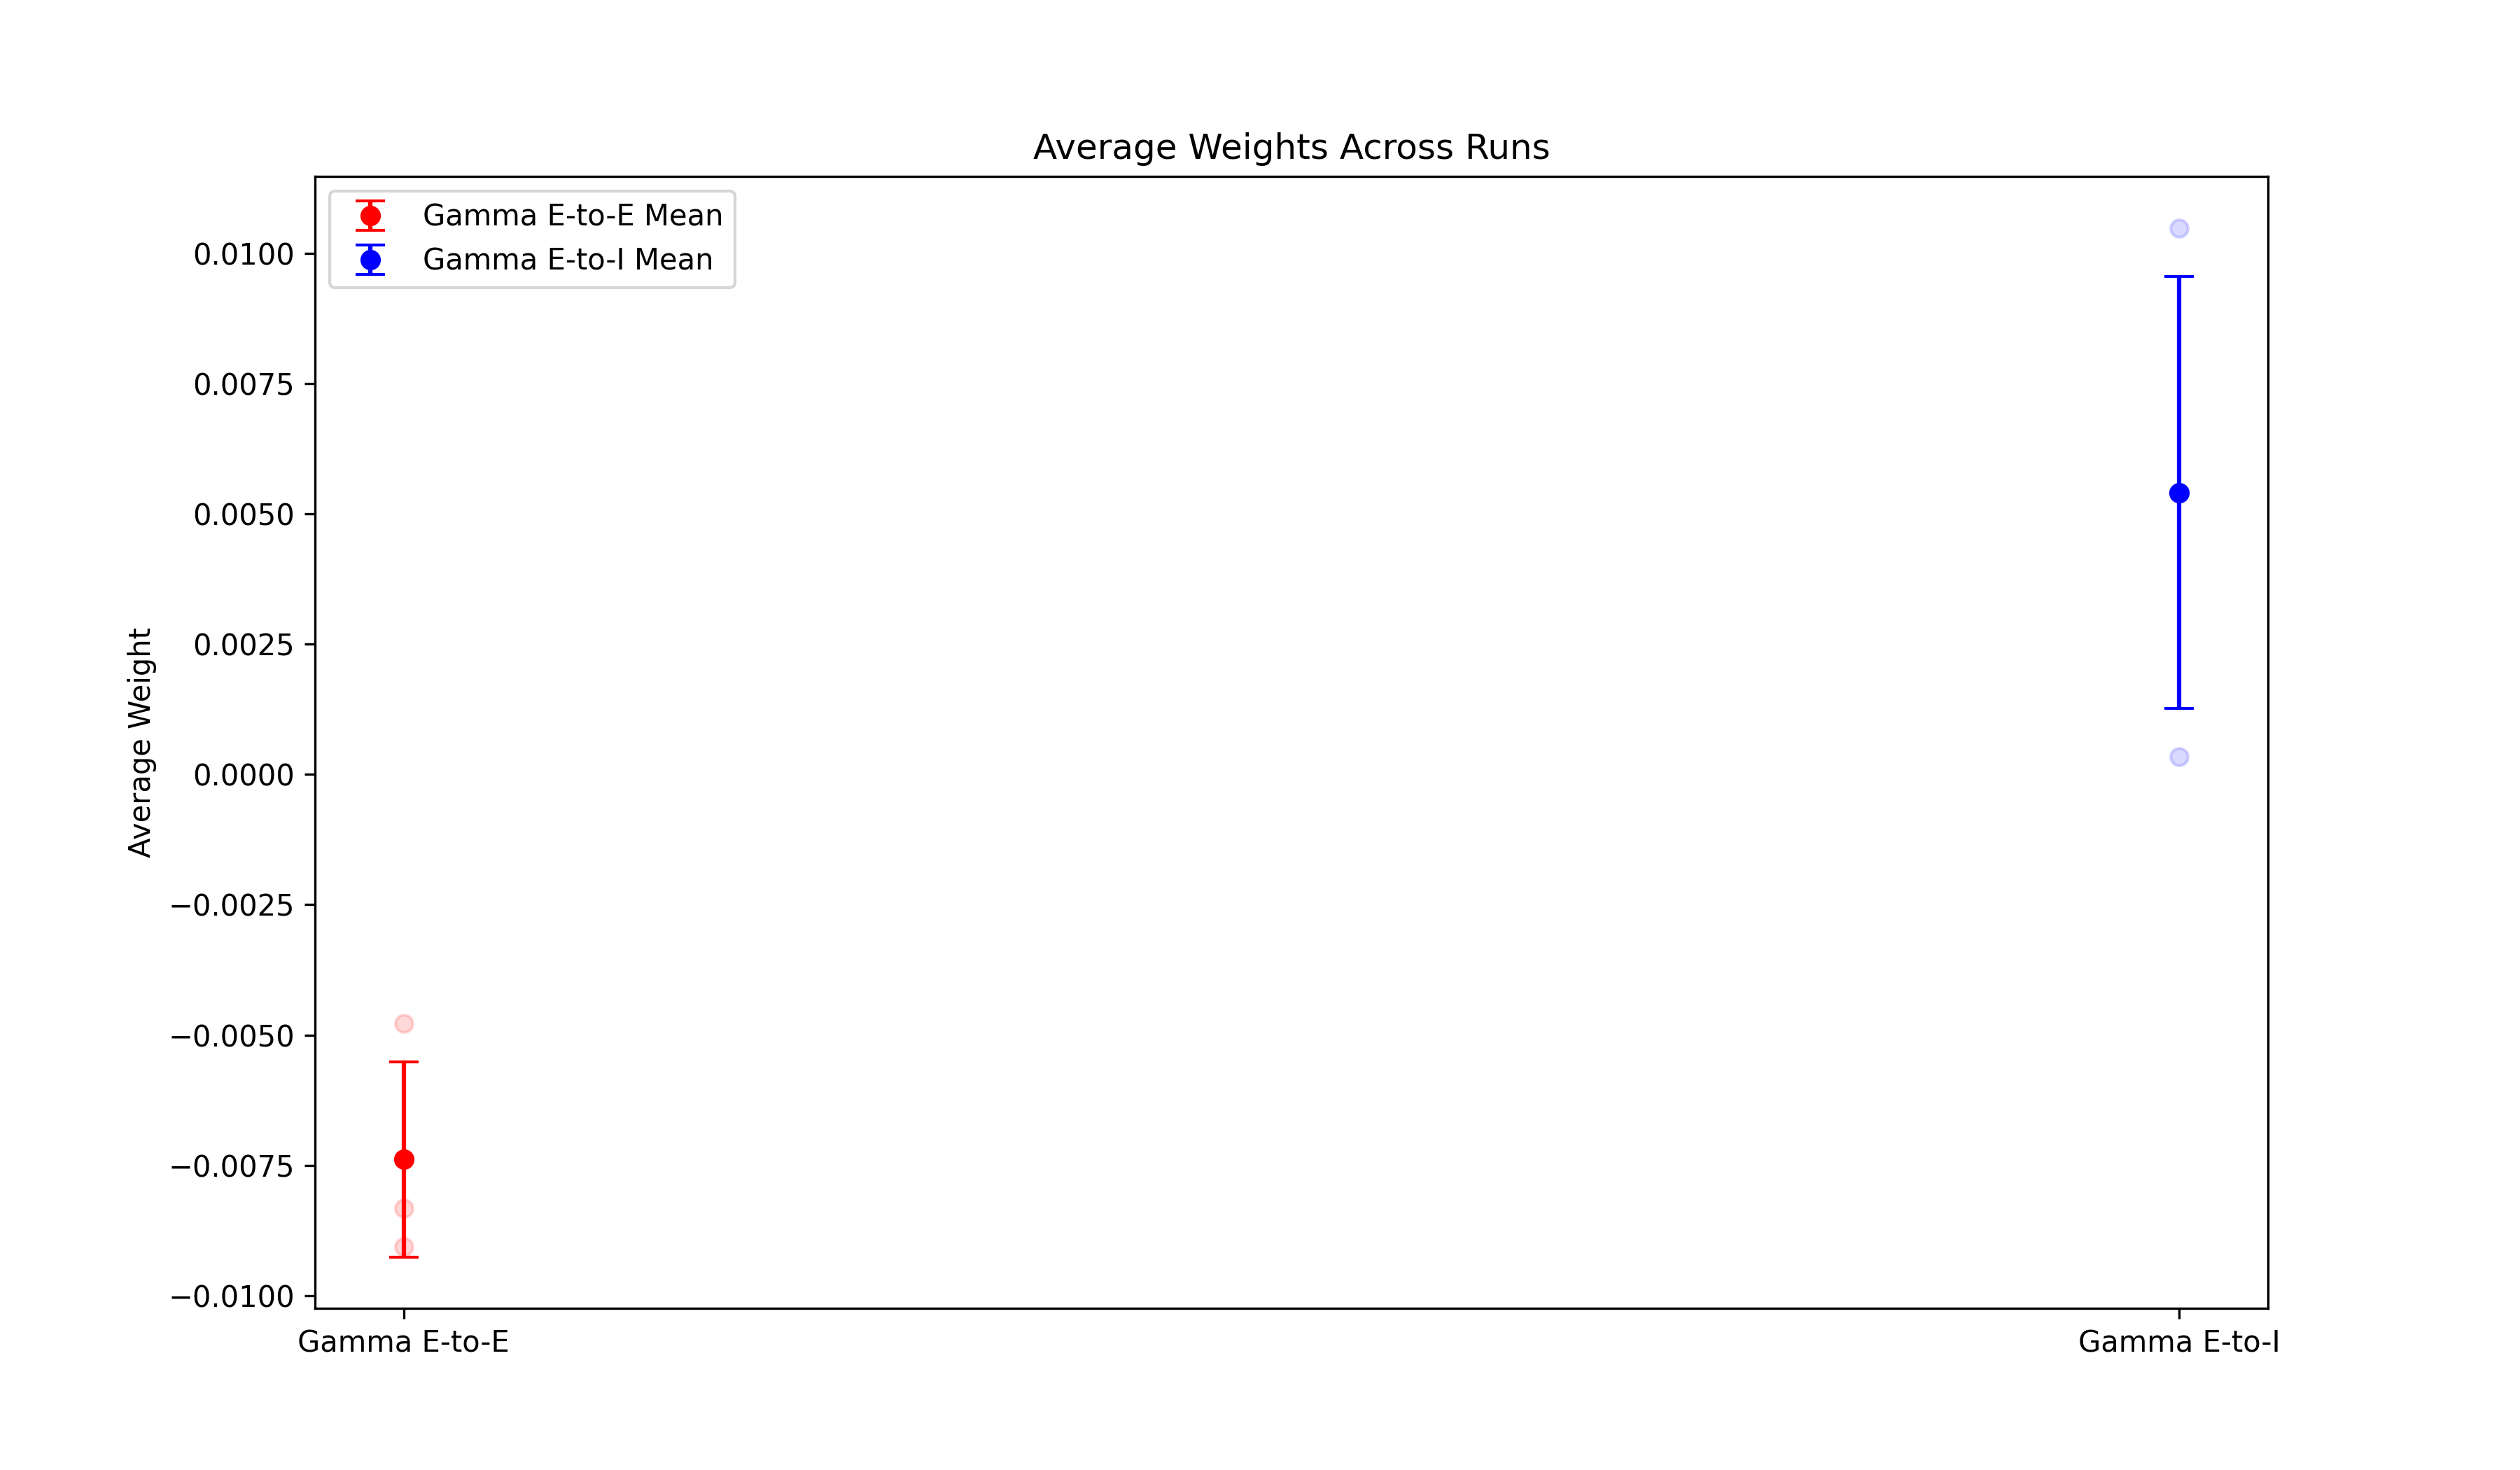 Average Weights Across Runs
Gamma E-to-E Mean
Gamma E-to-I Mean
0.0100
0.0075
0.0050
0.0025
0.0000
−0.0025
−0.0050
−0.0075
−0.0100
Average Weight
Gamma E-to-E
Gamma E-to-I